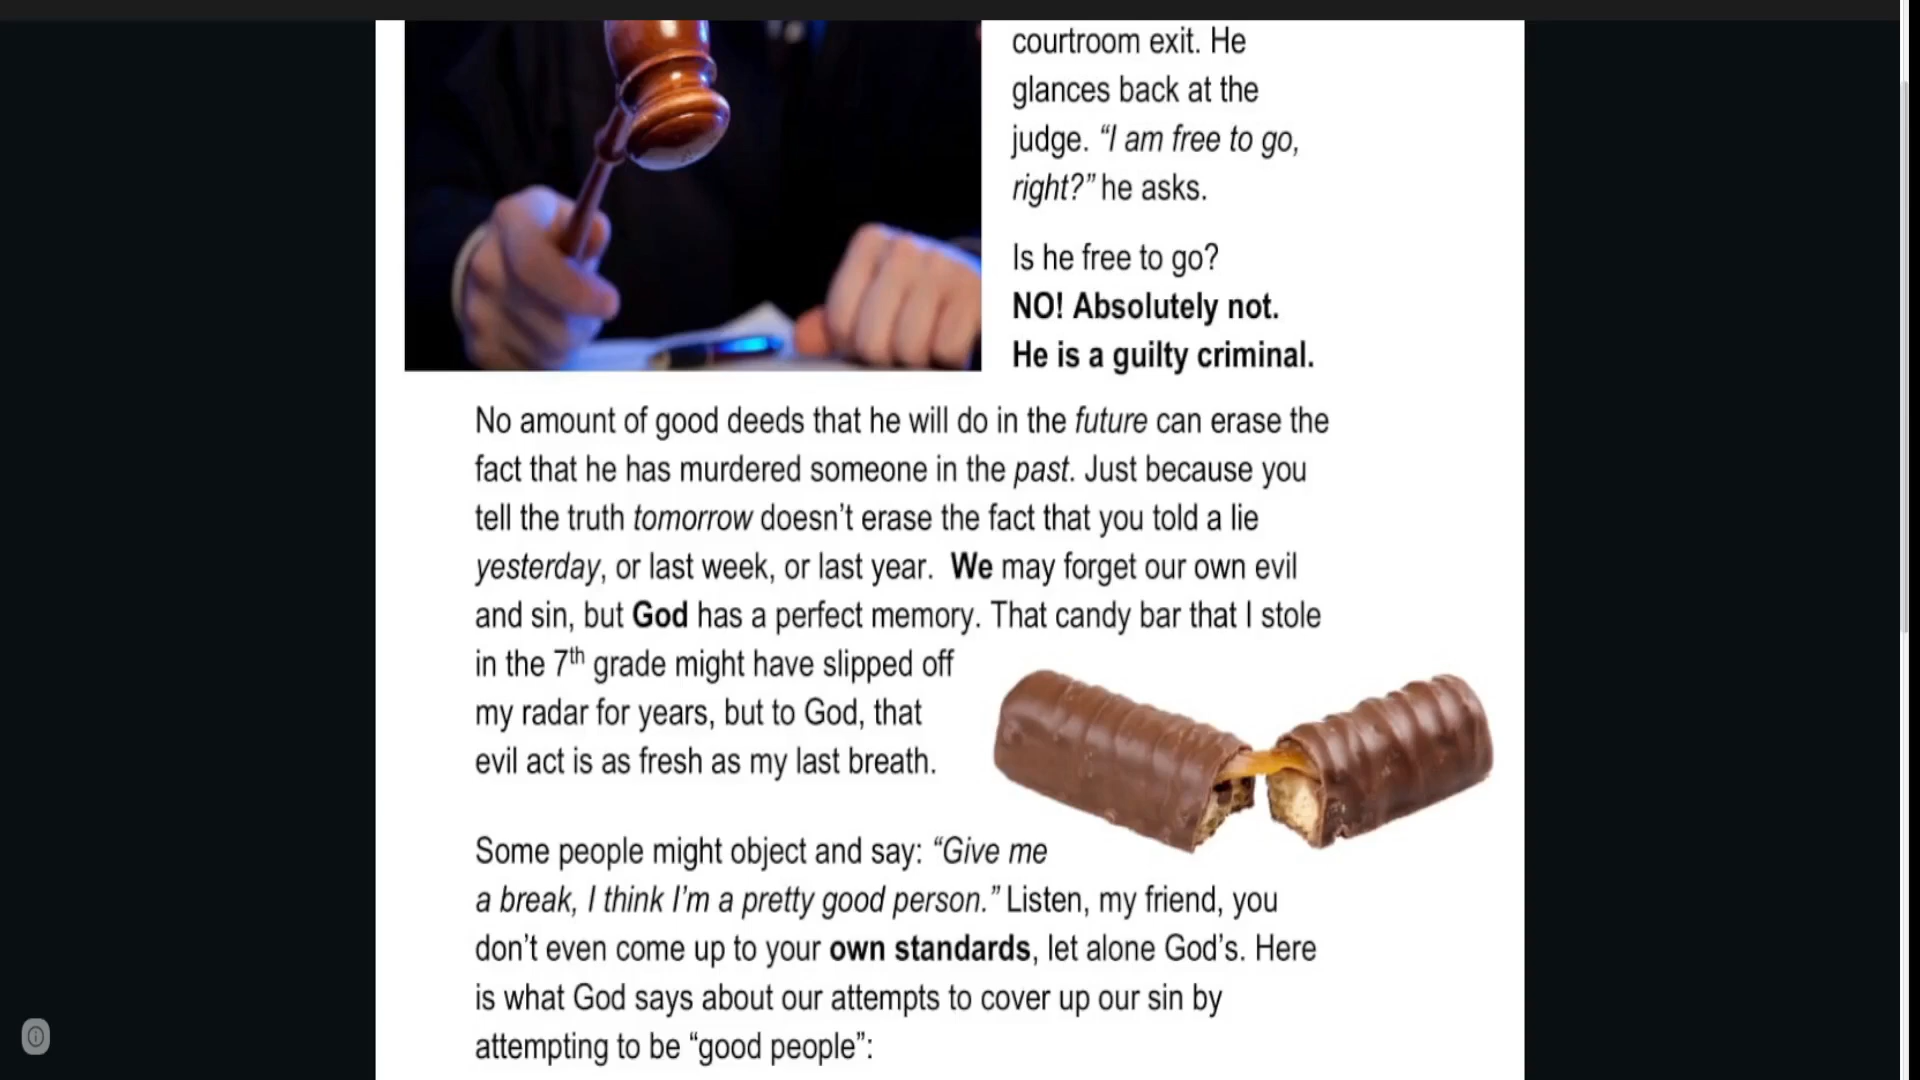 courtroom exit. He
glances back at the
judge. “I am free to go,
right?” he asks.
Is he free to go?
NO! Absolutely not.
He is a guilty criminal.
No amount of good deeds that he will do in the future can erase the
fact that he has murdered someone in the past. Just because you
tell the truth tomorrow doesn’t erase the fact that you told a lie
yesterday, or last week, or last year.  We may forget our own evil
and sin, but God has a perfect memory. That candy bar that I stole
in the 7th grade might have slipped off
my radar for years, but to God, that
evil act is as fresh as my last breath.
Some people might object and say: “Give me
a break, I think I’m a pretty good person.” Listen, my friend, you
don’t even come up to your own standards, let alone God’s. Here
is what God says about our attempts to cover up our sin by
attempting to be “good people”: